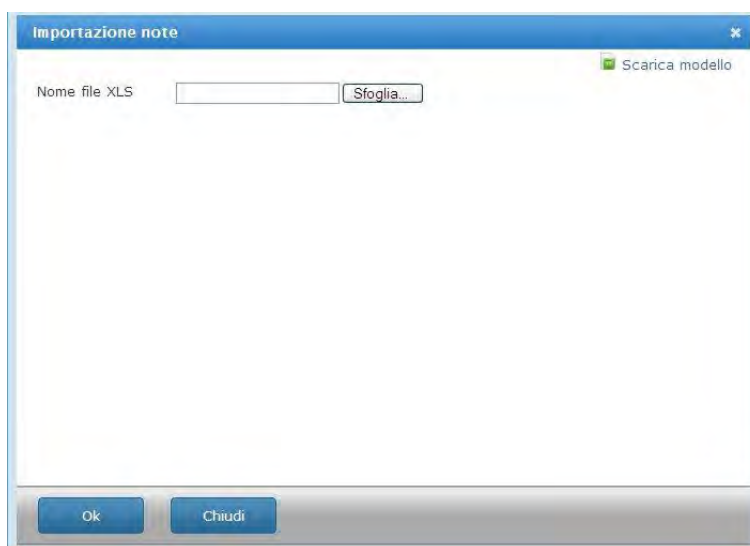 Importazione note
Scarica modello
Nome file XLS
Sfoglia...
Ok
Chiudi